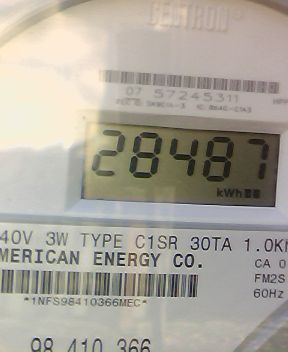 CENTRON®
07 57245311
28487
kWh
40V 3W TYPE C1SR 30TA 1.0K
MERICAN ENERGY CO.
CA 0
FM2S
60Hz
*1NFS98410366MEC*
98 410 366